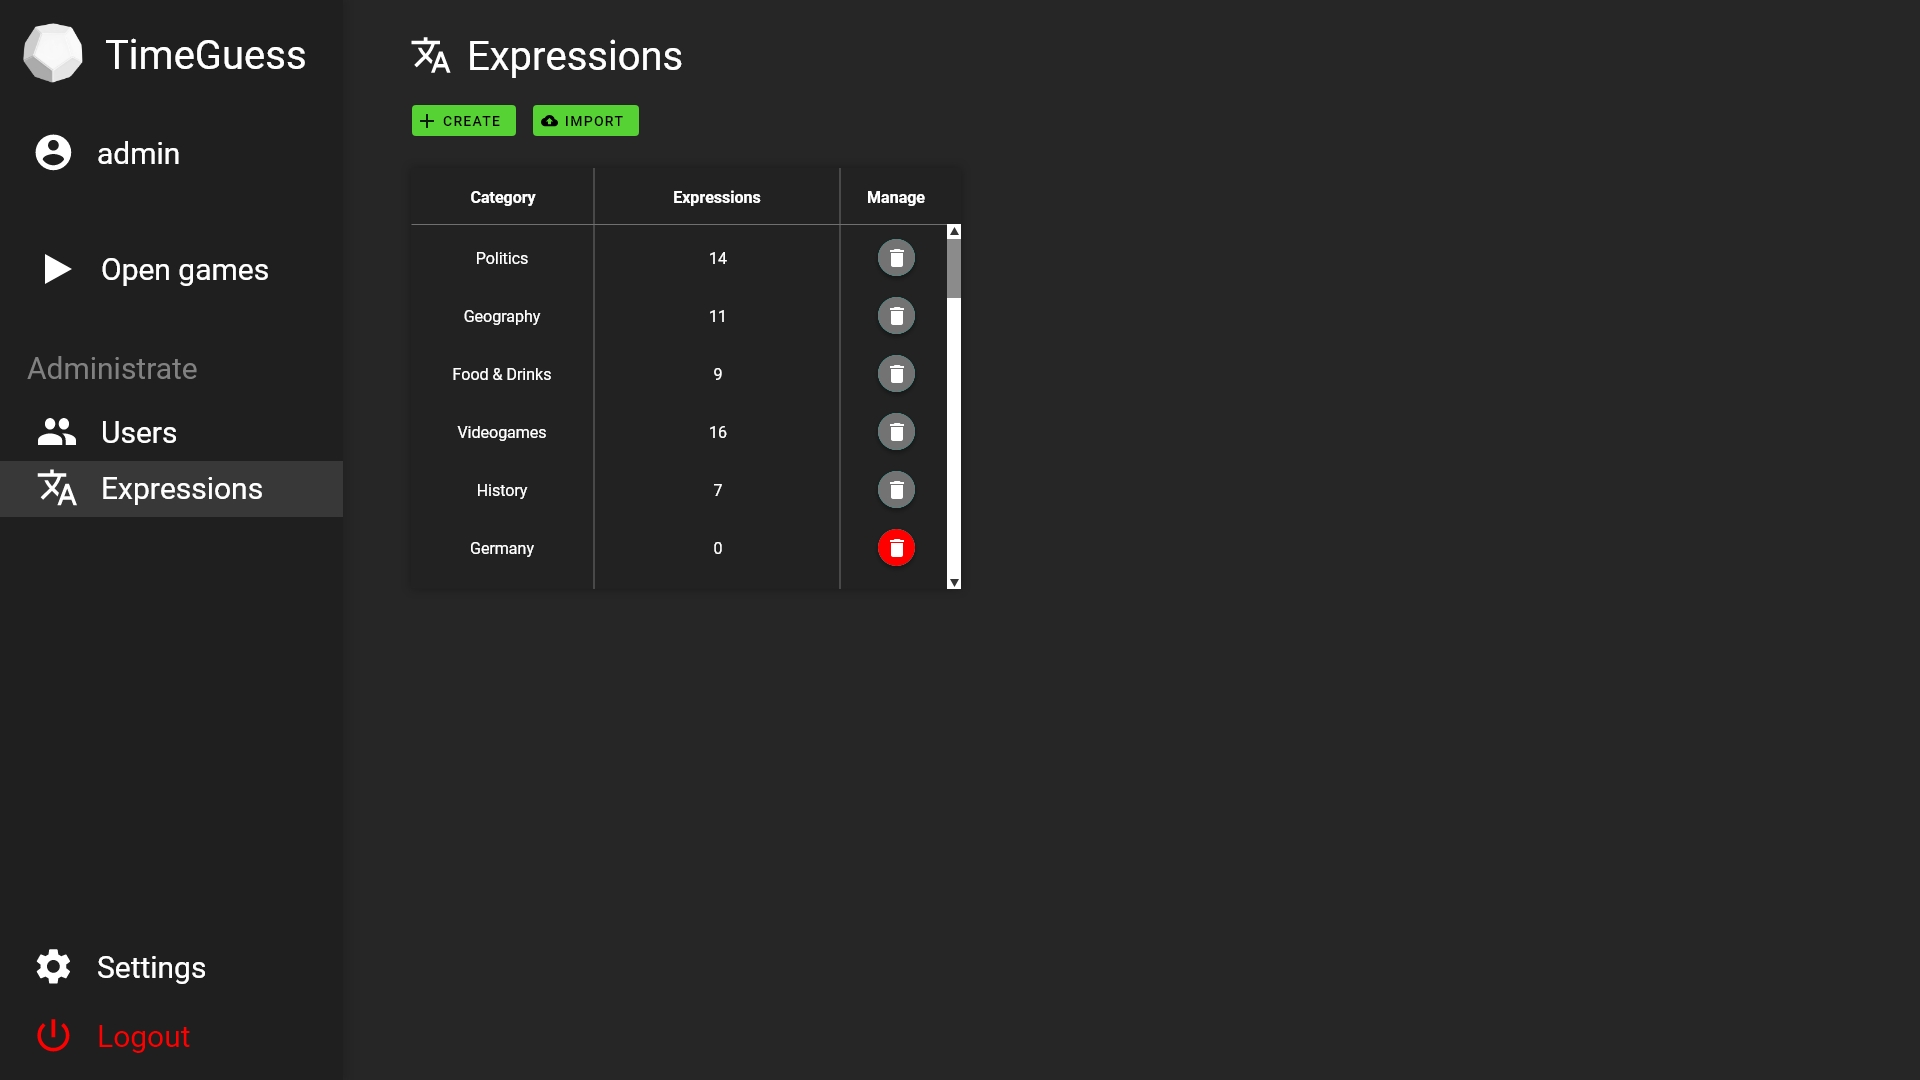 TimeGuess
admin
Open games
Administrate
Users
Expressions
Settings
Logout
Expressions
CREATE IMPORT
Category Expressions Manage
Politics 14
Geography 11
Food & Drinks 9
Videogames 16
History 7
Germany 0